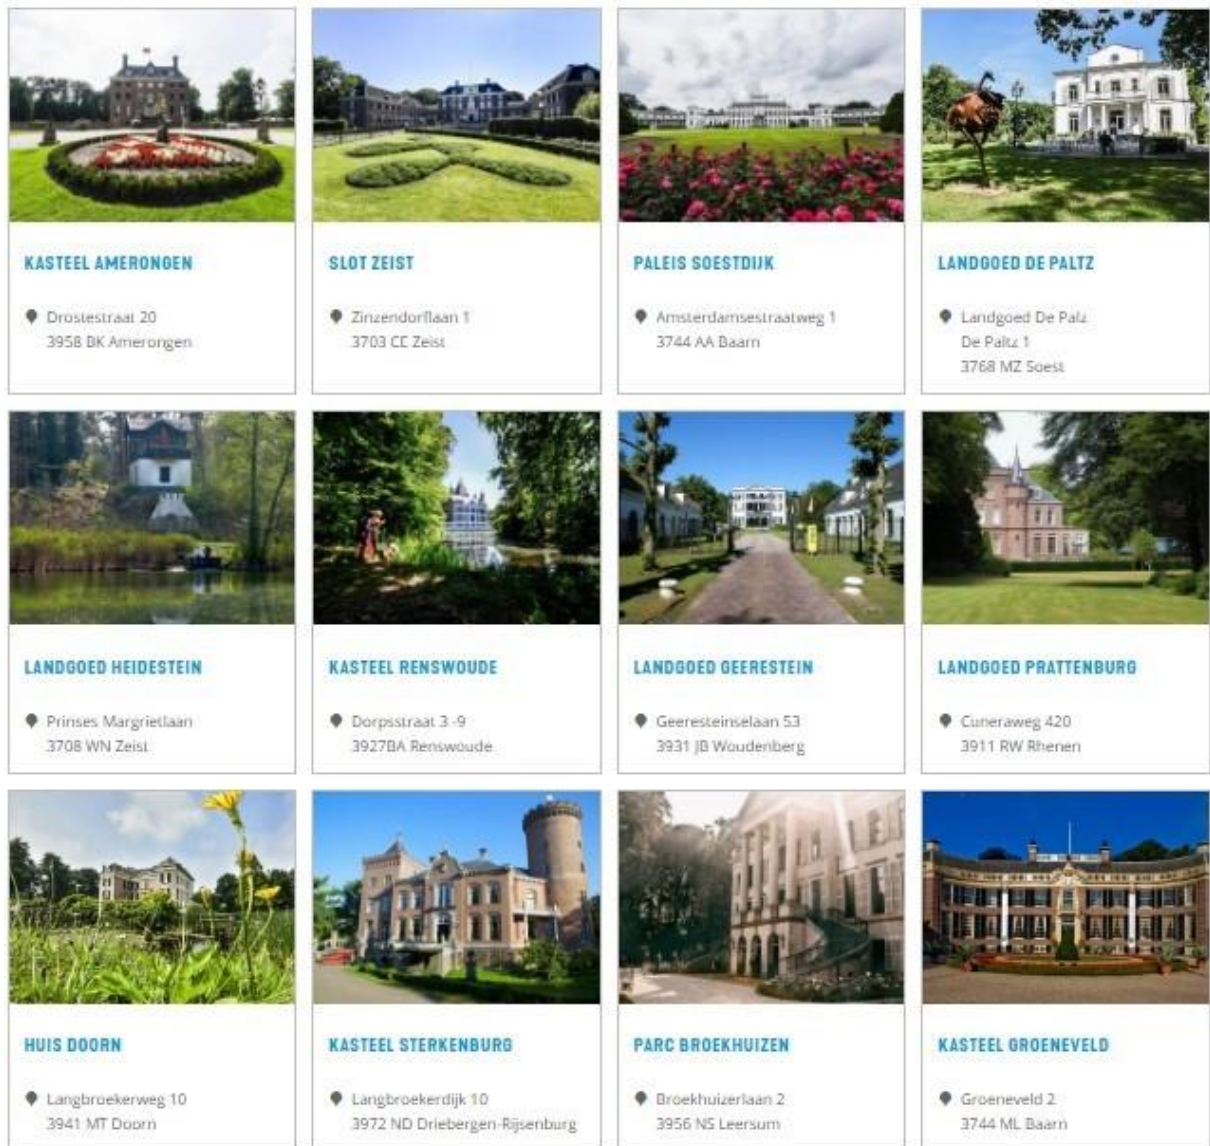 KASTEEL AMERONGEN
Drostestraat 20
3958 BK Amerongen
SLOT ZEIST
Zinzendorflaan 1
3703 CE Zeist
PALEIS SOESTDIJK
Amsterdamsestraatweg 1
3744 AA Baarn
LANDGOED DE PALTZ
Landgoed De Palz
De Paltz 1
3768 MZ Soest
LANDGOED HEIDESTEIN
Prinses Margrietlaan
3708 WN Zeist
KASTEEL RENSWOUDE
Dorpsstraat 3 -9
3927BA Renswoude
LANDGOED GEERESTEIN
Geeresteinselaan 53
3931 JB Woudenberg
LANDGOED PRATTENBURG
Cuneraweg 420
3911 RW Rhenen
HUIS DOORN
Langbroekerweg 10
3941 MT Doorn
KASTEEL STERKENBURG
Langbroekerdijk 10
3972 ND Driebergen-Rijsenburg
PARC BROEKHUIZEN
Broekhuizerlaan 2
3956 NS Leersum
KASTEEL GROENEVELD
Groeneveld 2
3744 ML Baarn